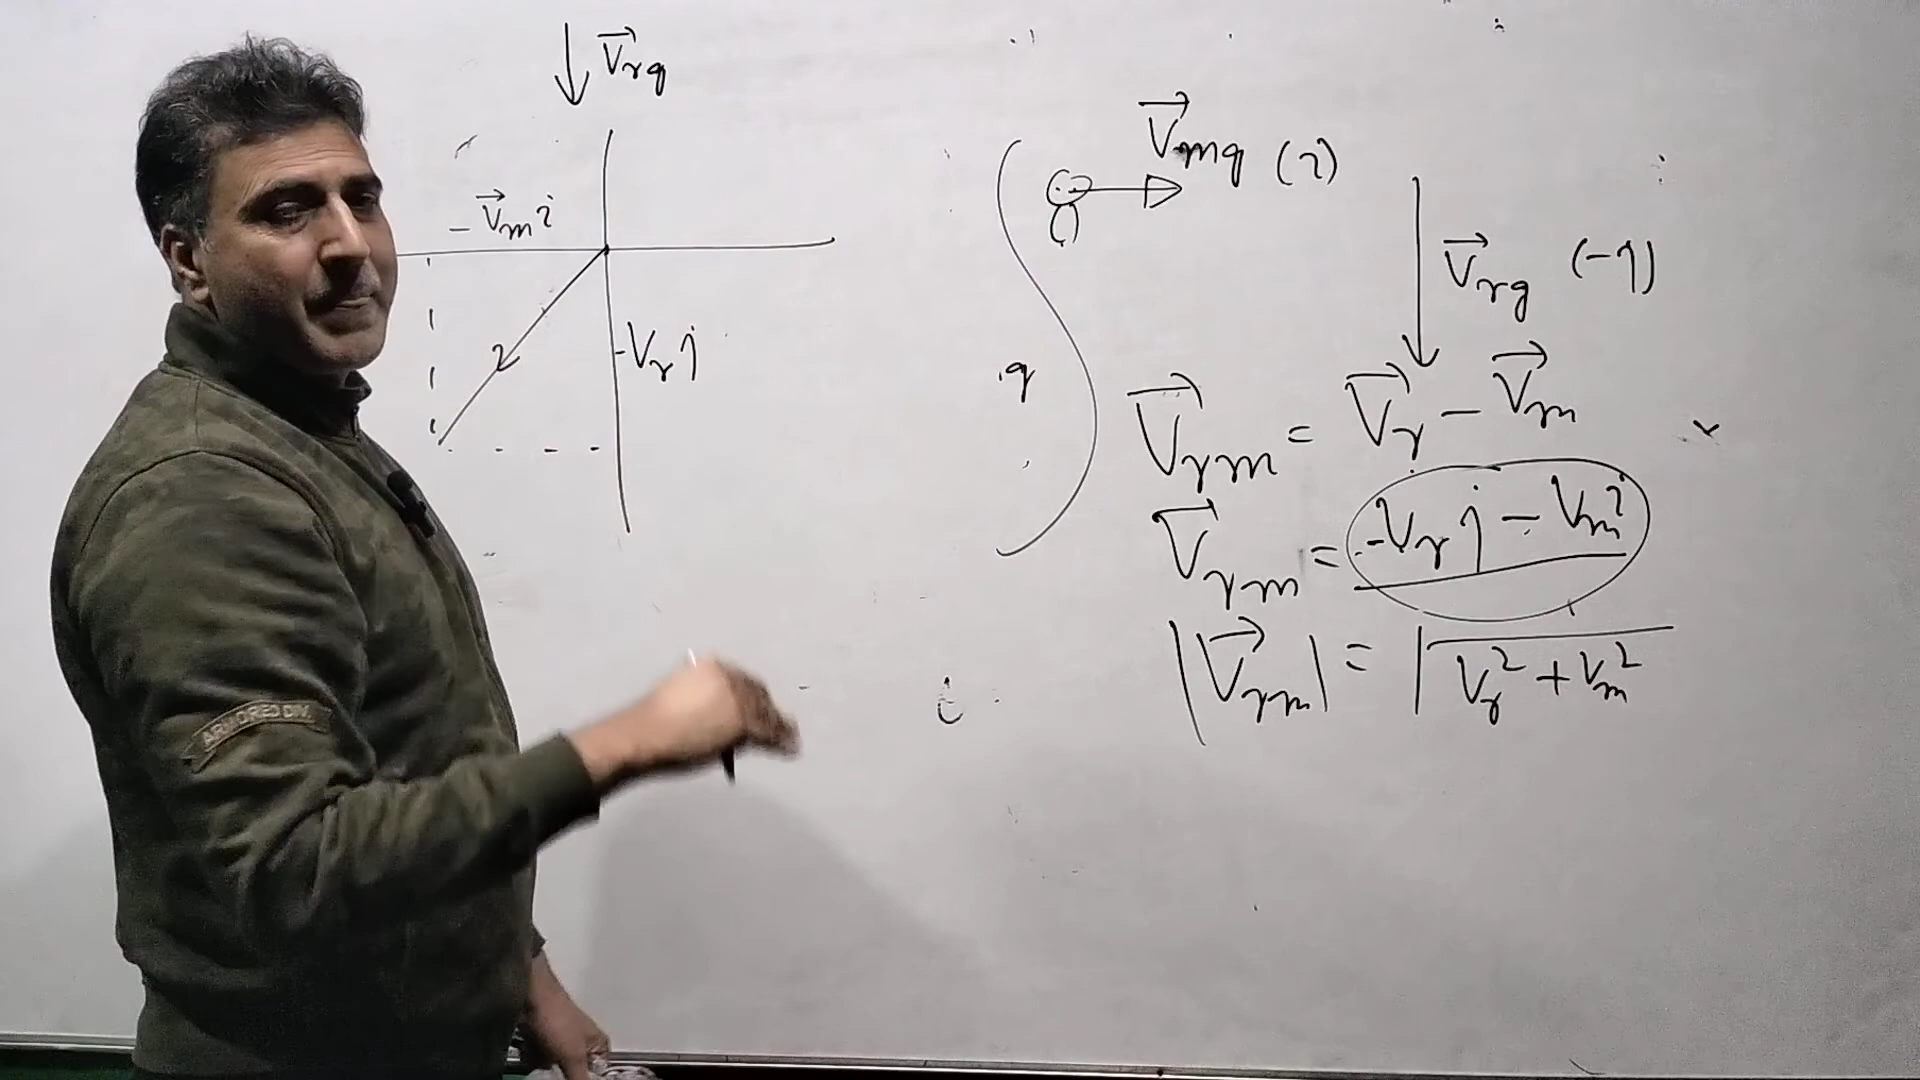 V⃗rg
-V⃗m i
-Vr j
V⃗mg (i)
V⃗rg (-j)
g
V⃗rm = V⃗r - V⃗m
V⃗rm = -Vr j - Vm i
|V⃗rm| = √Vr² + Vm²
ARMORED DIV.